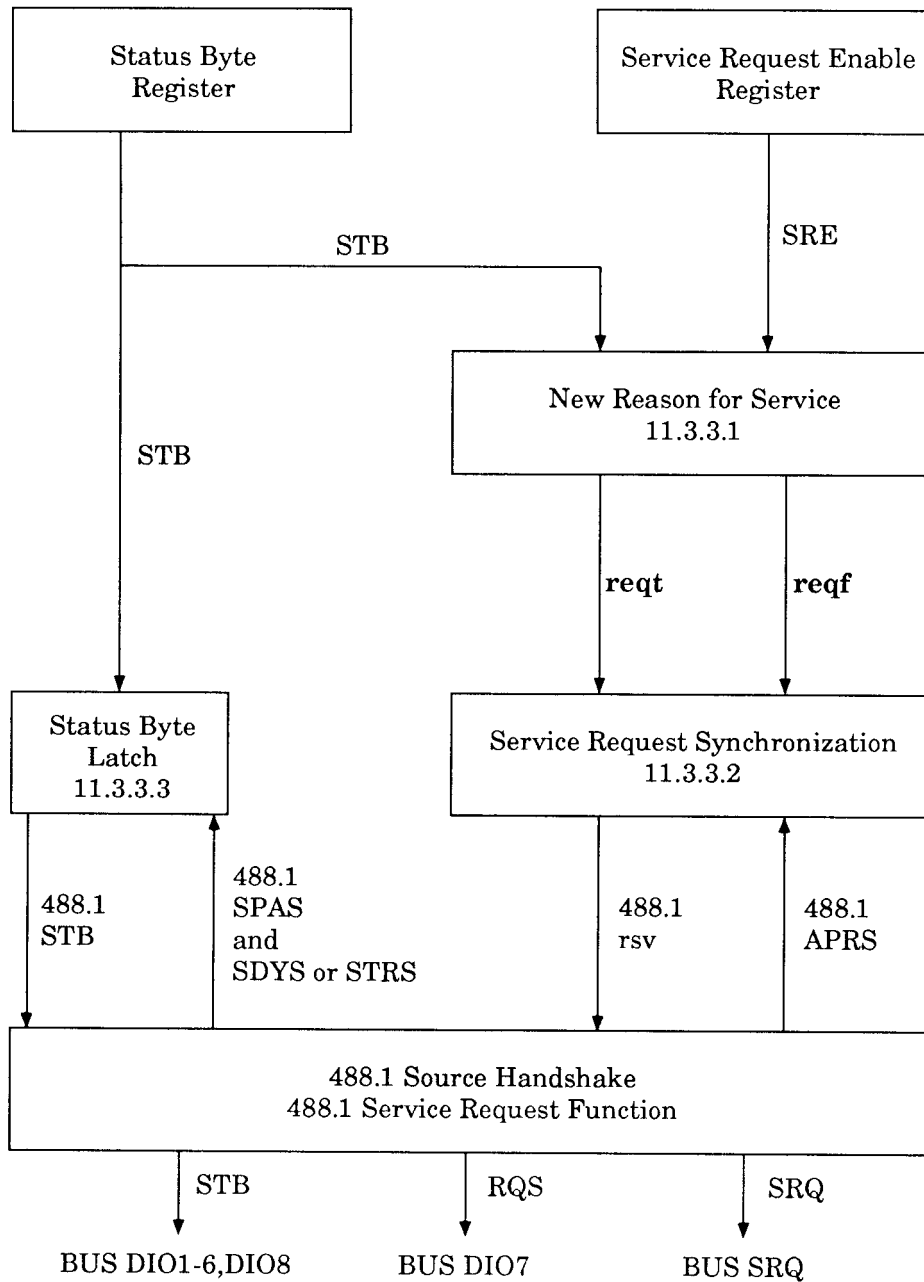 Status Byte
Register
Service Request Enable
Register
STB
SRE
New Reason for Service
11.3.3.1
STB
reqt
reqf
Status Byte
Latch
11.3.3.3
Service Request Synchronization
11.3.3.2
488.1
STB
488.1
SPAS
and
SDYS or STRS
488.1
rsv
488.1
APRS
488.1 Source Handshake
488.1 Service Request Function
STB
RQS
SRQ
BUS DIO1-6,DIO8
BUS DIO7
BUS SRQ